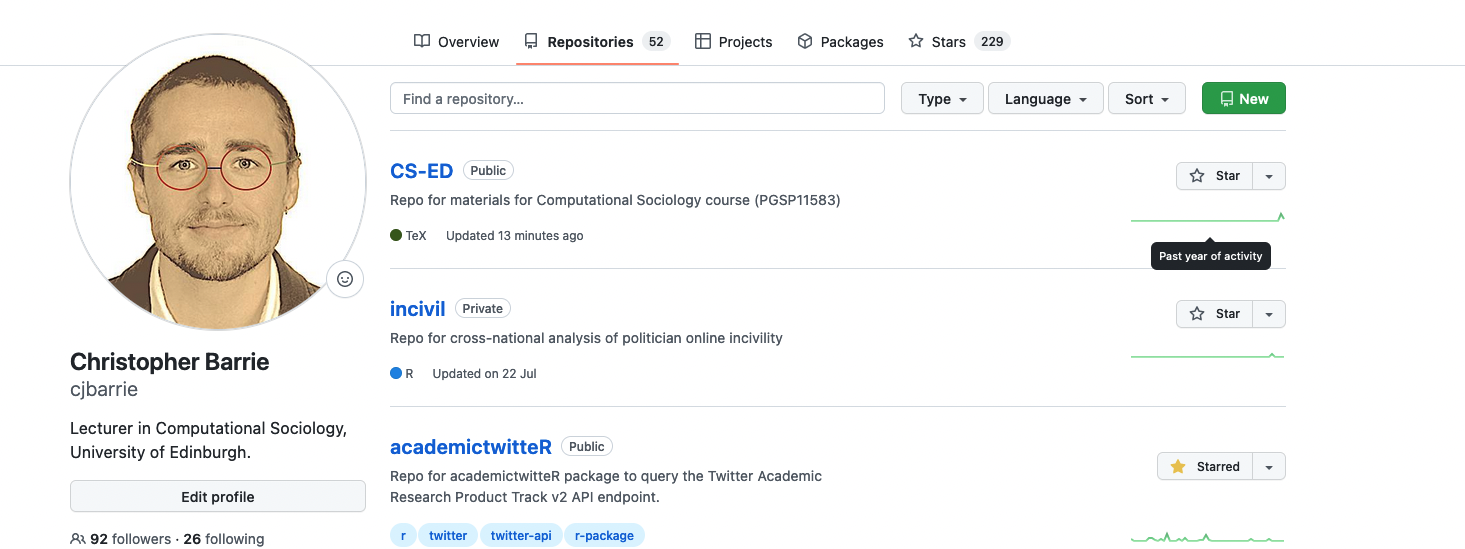 Overview Repositories 52 Projects Packages Stars 229
Find a repository... Type Language Sort New
CS-ED Public Star
Repo for materials for Computational Sociology course (PGSP11583)
TeX Updated 13 minutes ago
Past year of activity
incivil Private Star
Repo for cross-national analysis of politician online incivility
R Updated on 22 Jul
academictwitteR Public Starred
Repo for academictwitteR package to query the Twitter Academic
Research Product Track v2 API endpoint.
r twitter twitter-api r-package
Christopher Barrie
cjbarrie
Lecturer in Computational Sociology,
University of Edinburgh.
Edit profile
92 followers · 26 following